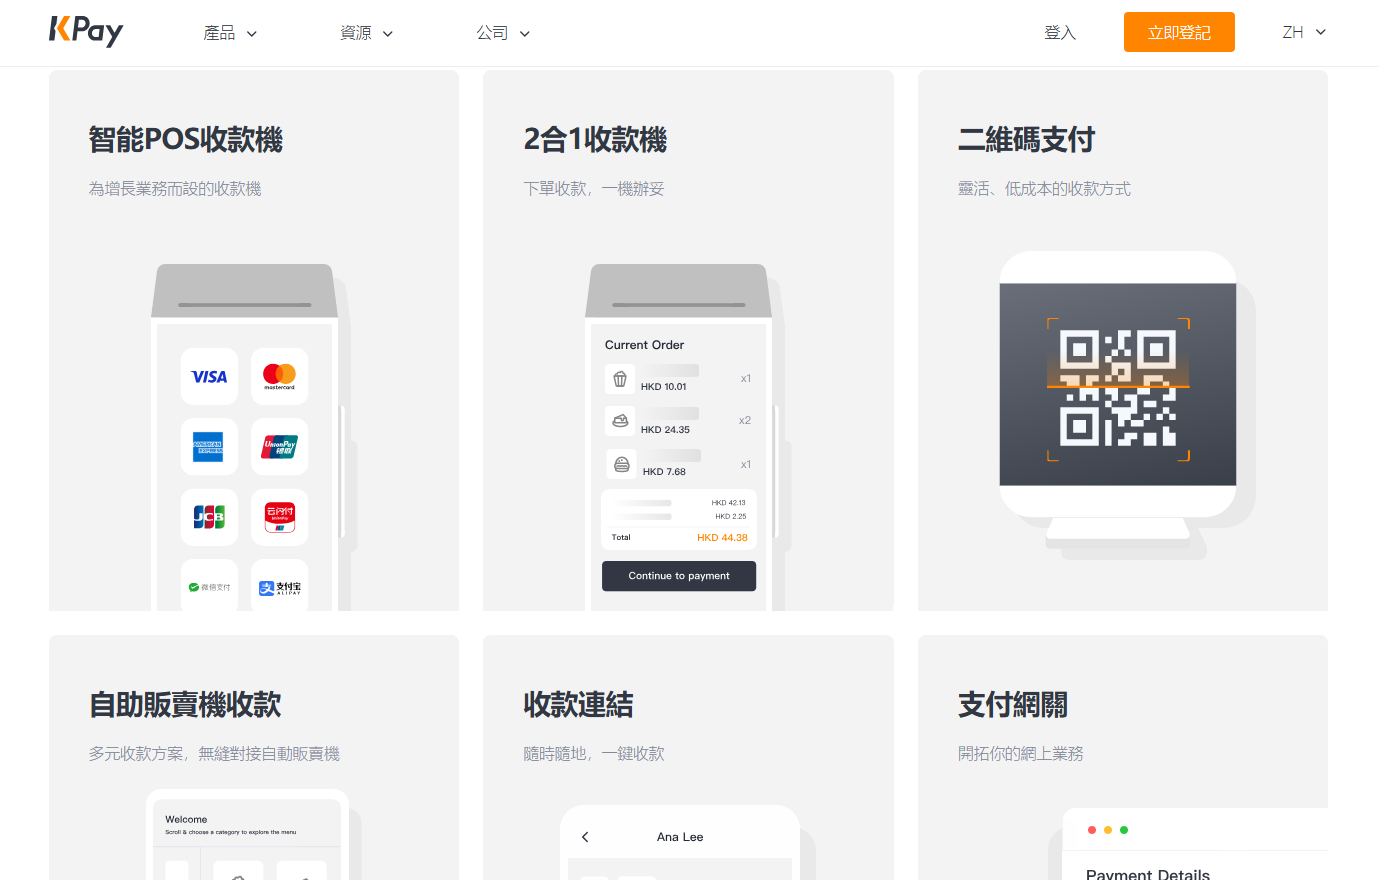 KPay
產品
資源
公司
登入
立即登記
ZH
智能POS收款機
為增長業務而設的收款機
VISA
mastercard
AMERICAN EXPRESS
UnionPay
银联
JCB
云闪付
微信支付
支付宝
ALIPAY
2合1收款機
下單收款，一機辦妥
Current Order
HKD 10.01
x1
HKD 24.35
x2
HKD 7.68
x1
HKD 42.13
HKD 2.25
Total
HKD 44.38
Continue to payment
二維碼支付
靈活、低成本的收款方式
自助販賣機收款
多元收款方案，無縫對接自動販賣機
Welcome
Scroll & choose a category to explore the menu
收款連結
隨時隨地，一鍵收款
Ana Lee
支付網關
開拓你的網上業務
Payment Details